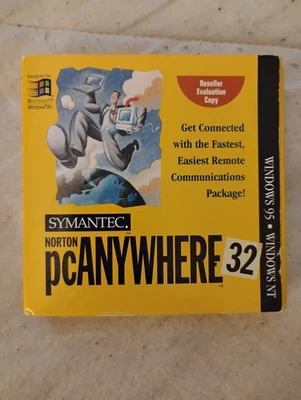 Designed for
Microsoft
Windows 95
Reseller
Evaluation
Copy
Get Connected
with the Fastest,
Easiest Remote
Communications
Package!
WINDOWS 95 • WINDOWS NT
SYMANTEC.
NORTON
pcANYWHERE 32
TM